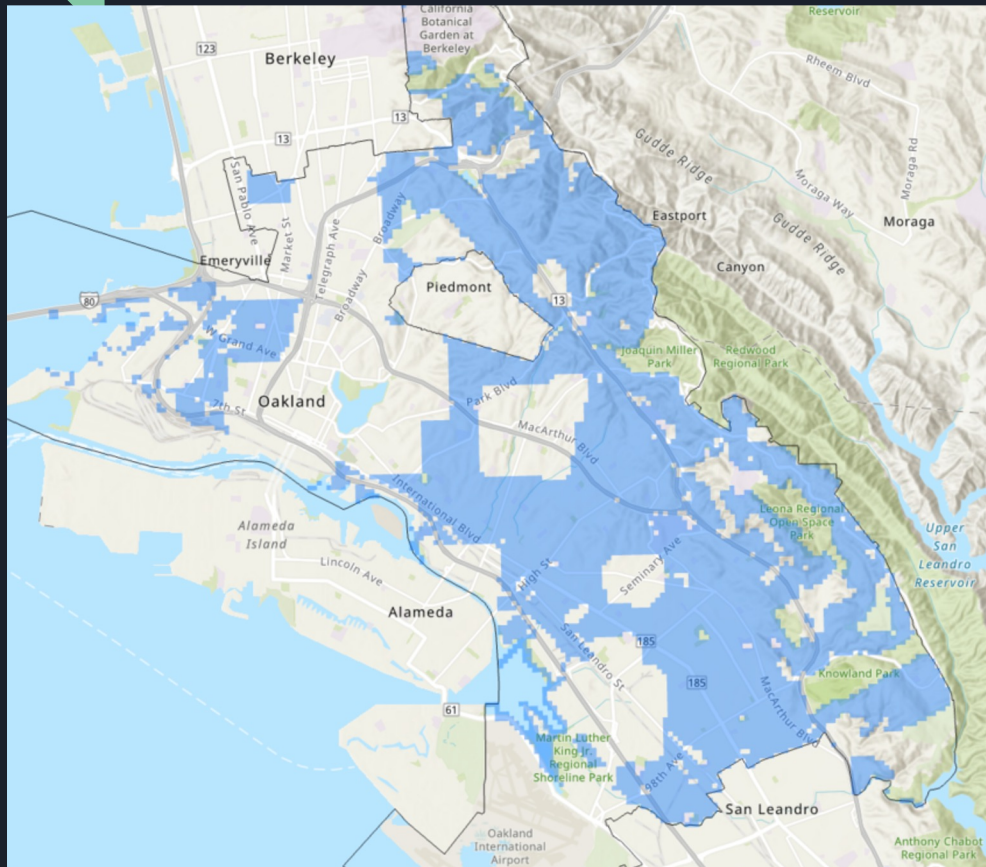 California
Botanical
Garden at
Berkeley
Reservoir
123
Berkeley
Rheem Blvd
13
13
Gudde Ridge
Moraga Rd
San Pablo Ave
Moraga Way
Market St
Telegraph Ave
Broadway
Eastport
Gudde Ridge
Moraga
Emeryville
Canyon
Broadway
Piedmont
80
13
W Grand Ave
Joaquin Miller
Park
Redwood
Regional Park
Park Blvd
Oakland
7th St
MacArthur Blvd
International Blvd
Leona Regional
Open Space
Park
Alameda
Island
Upper
San
Leandro
Reservoir
Lincoln Ave
High St
Seminary Ave
Alameda
San Leandro St
185
185
Knowland Park
MacArthur Blvd
61
Martin Luther
King Jr.
Regional
Shoreline Park
98th Ave
San Leandro
Oakland
International
Airport
Anthony Chabot
Regional Park